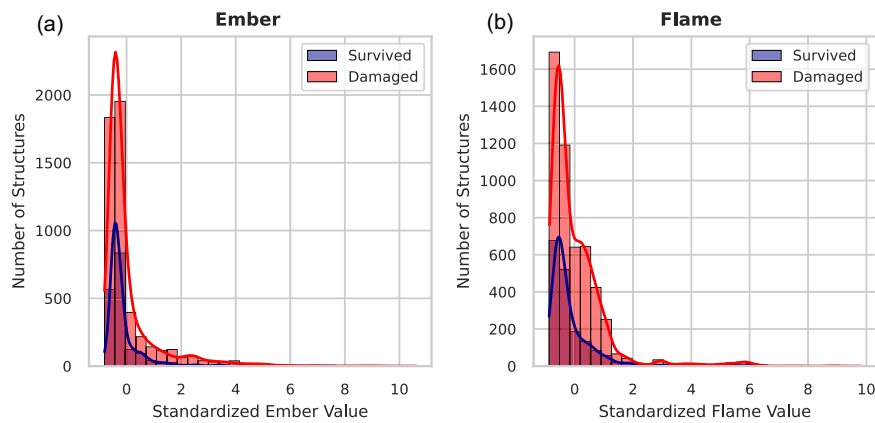 (a)
Ember
Survived
Damaged
Number of Structures
2000
1500
1000
500
0
0
2
4
6
8
10
Standardized Ember Value
(b)
Flame
Survived
Damaged
Number of Structures
1600
1400
1200
1000
800
600
400
200
0
0
2
4
6
8
10
Standardized Flame Value